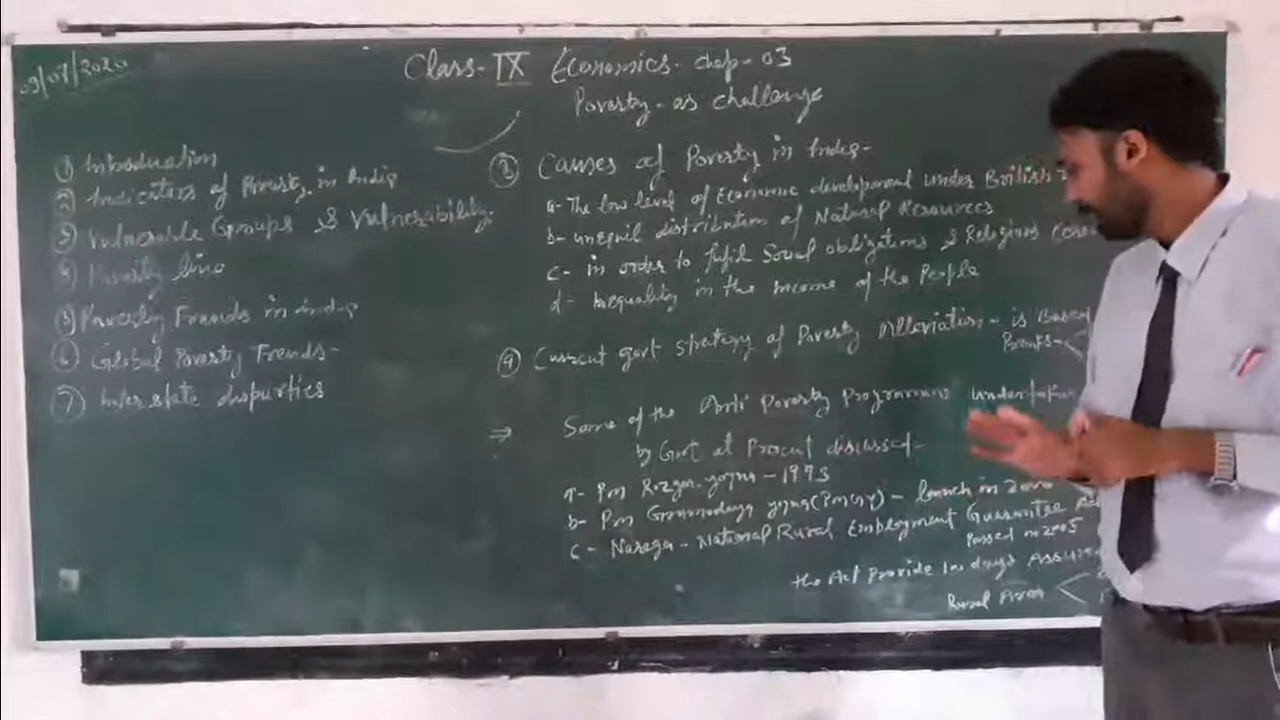 09/07/2020
Class-IX Economics. chap-03
Poverty-as challenge
① Introduction
② Indicators of Poverty in India
③ Vulnerable Groups & Vulnerability
④ Poverty line
⑤ Poverty Trends in India
⑥ Global Poverty Trends-
⑦ Inter state
⑧ Causes of Poverty in India-
a- The low level of Economic development under British
b- unequil distribution of Natural Resources
c- in order to fulfil Social obligations & Religious
d- Inequality in the income of the People
⑨ Current govt strategy of Poverty Alleviation- is
⇒ Some of the Anti Poverty Programme
by Govt at Present discussed-
a- Pm Rozgar yojna - 1993
b- Pm Gramodaya yojna (PMGY) - launch in 2000
c- Narega- National Rural Employment Guarantee
Passed in 2005
the Act Provide 100 days
Rural Area